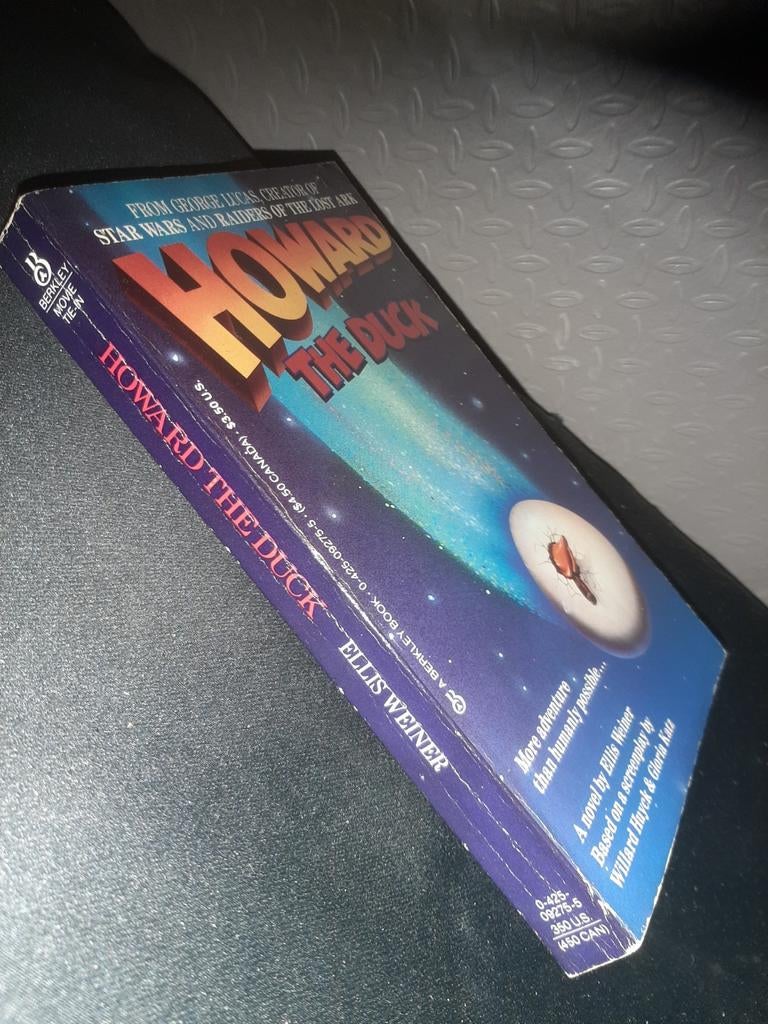 FROM GEORGE LUCAS, CREATOR OF
STAR WARS AND RAIDERS OF THE LOST ARK
HOWARD
THE DUCK
A BERKLEY BOOK • 0-425-09275-5 • ($4.50 CANADA) • $3.50 U.S.
More adventure
than humanly possible...
A novel by Ellis Weiner
Based on a screenplay by
Willard Huyck & Gloria Katz
B
BERKLEY
MOVIE
TIE-IN
HOWARD THE DUCK ELLIS WEINER
0-425-
09275-5
350 U.S.
(450 CAN)